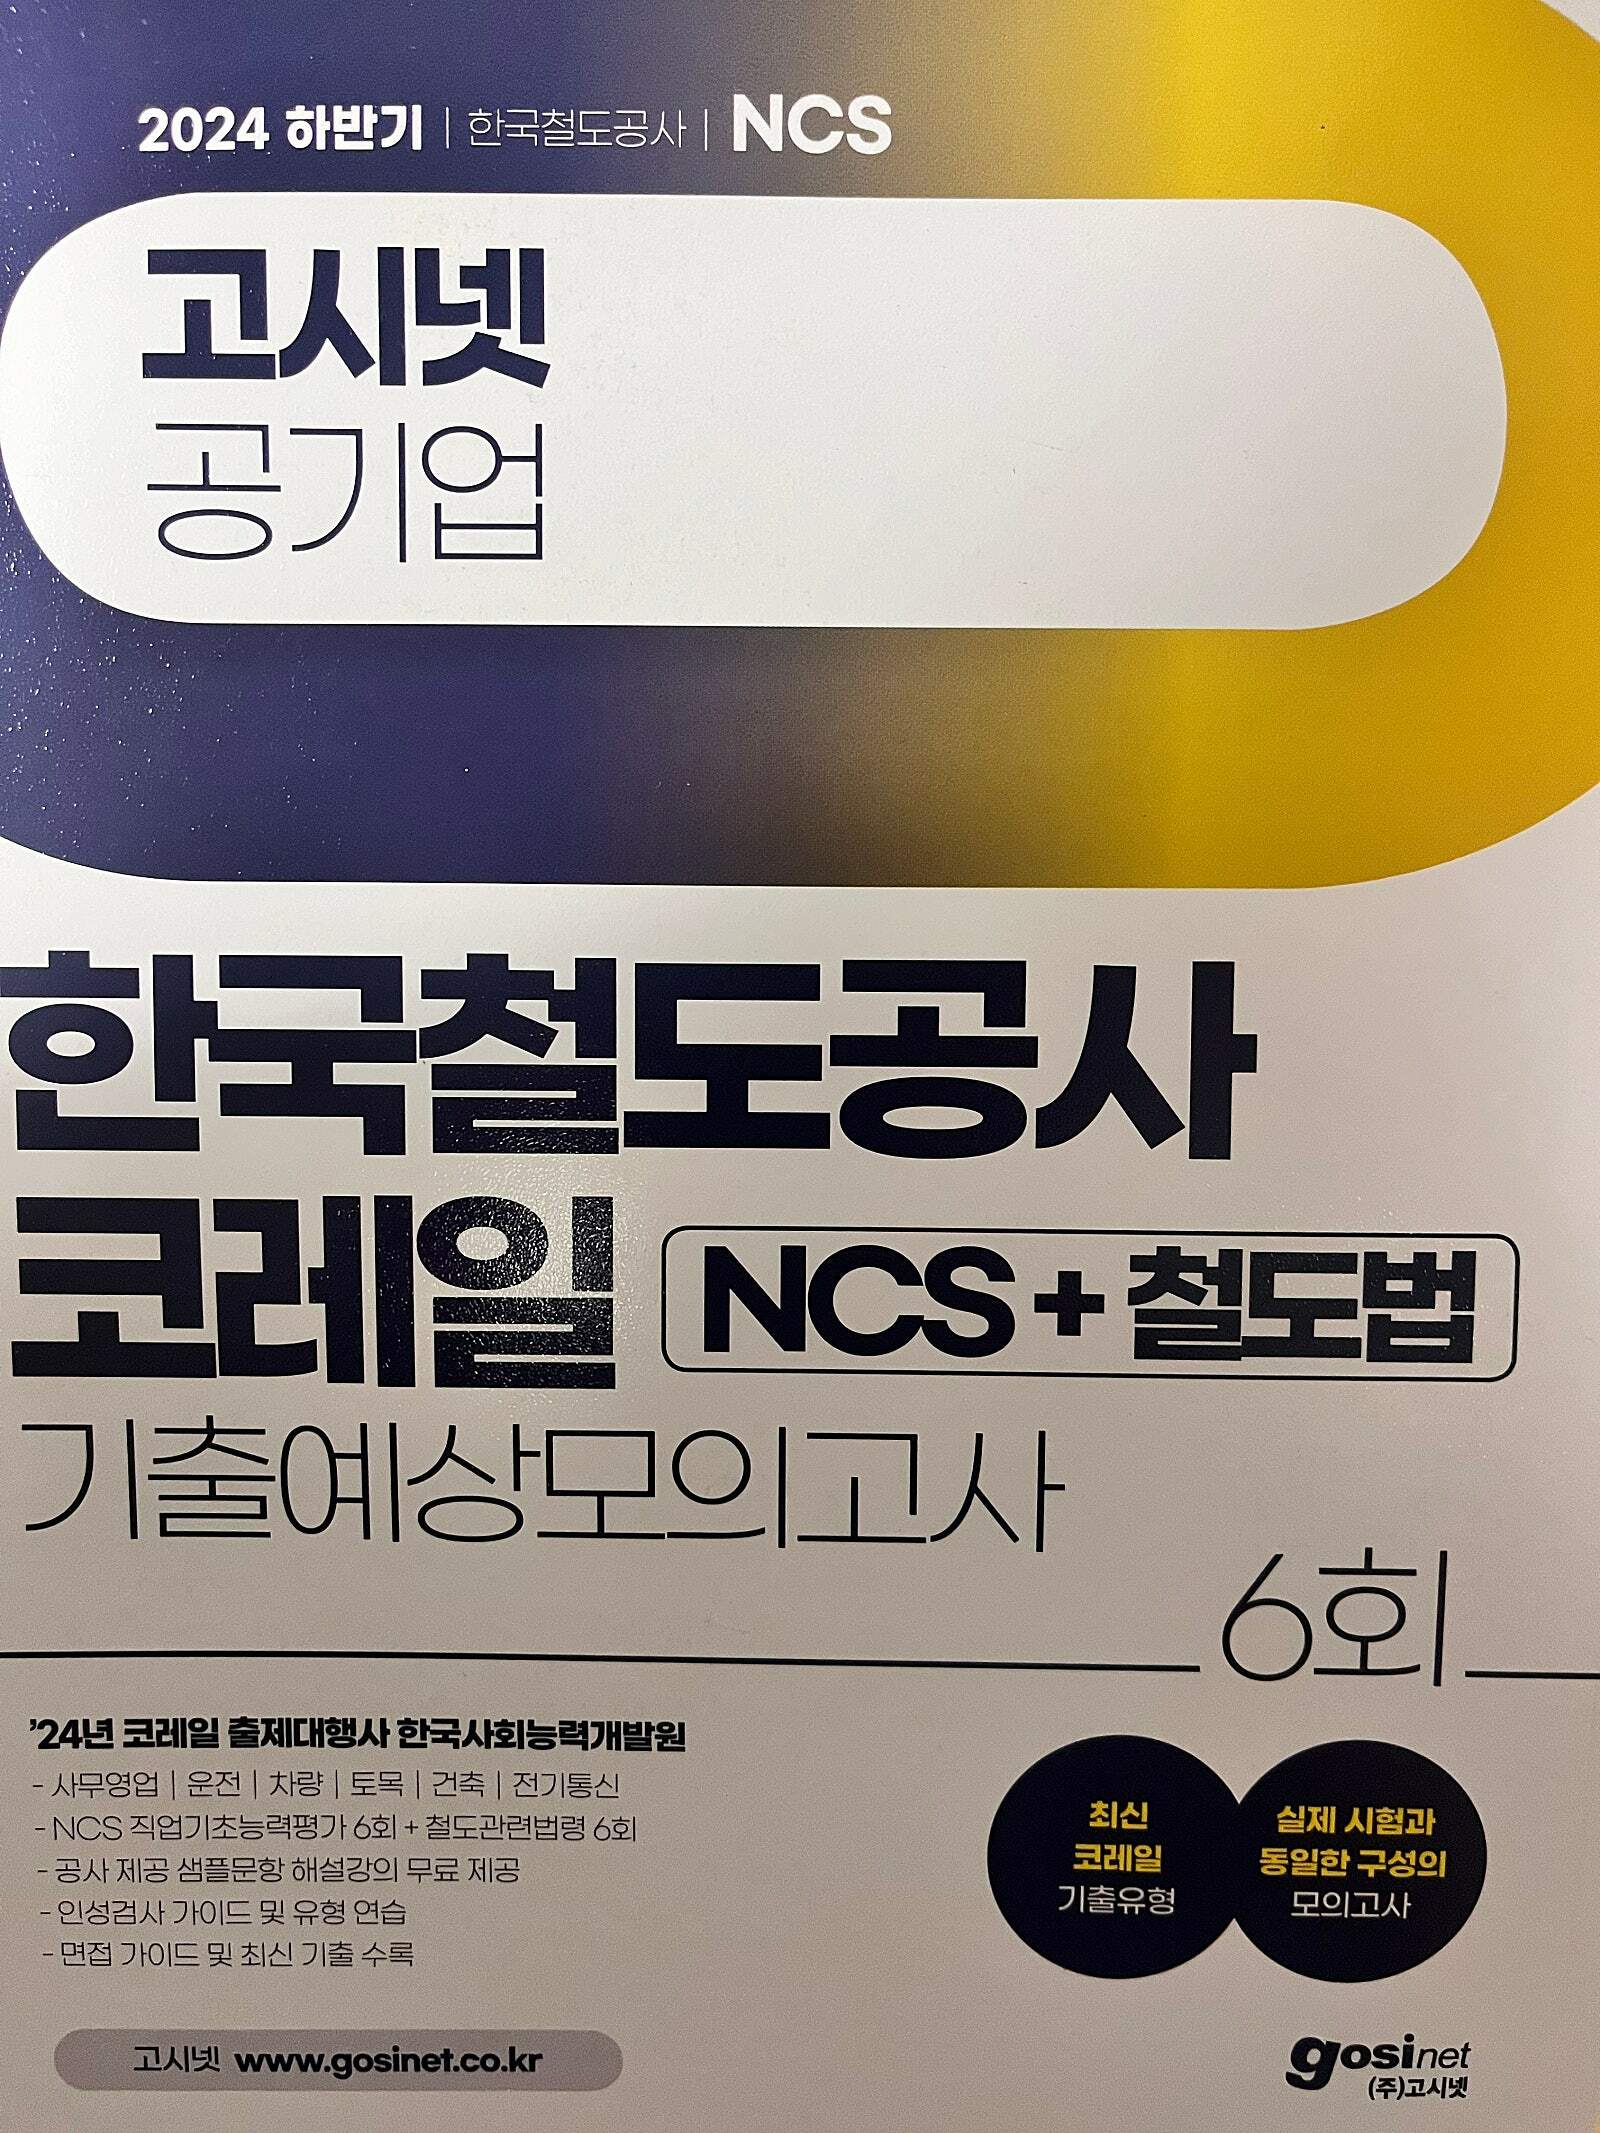 2024 하반기 | 한국철도공사 | NCS
고시넷
공기업
한국철도공사
코레일 NCS + 철도법
기출예상모의고사
6회
’24년 코레일 출제대행사 한국사회능력개발원
- 사무영업 | 운전 | 차량 | 토목 | 건축 | 전기통신
- NCS 직업기초능력평가 6회 + 철도관련법령 6회
- 공사 제공 샘플문항 해설강의 무료 제공
- 인성검사 가이드 및 유형 연습
- 면접 가이드 및 최신 기출 수록
최신
코레일
기출유형
실제 시험과
동일한 구성의
모의고사
고시넷 www.gosinet.co.kr
gosinet
(주)고시넷